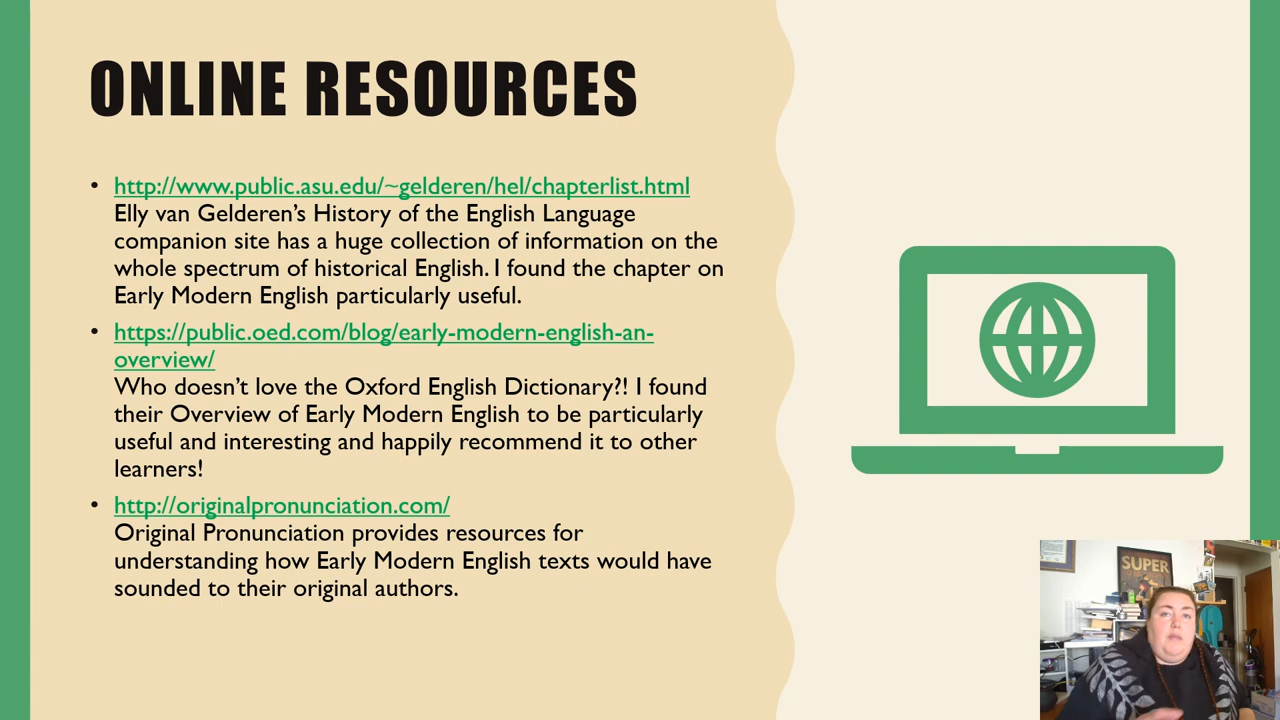 ONLINE RESOURCES
• http://www.public.asu.edu/~gelderen/hel/chapterlist.html
Elly van Gelderen’s History of the English Language
companion site has a huge collection of information on the
whole spectrum of historical English. I found the chapter on
Early Modern English particularly useful.
• https://public.oed.com/blog/early-modern-english-an-
overview/
Who doesn’t love the Oxford English Dictionary?! I found
their Overview of Early Modern English to be particularly
useful and interesting and happily recommend it to other
learners!
• http://originalpronunciation.com/
Original Pronunciation provides resources for
understanding how Early Modern English texts would have
sounded to their original authors.
SUPER